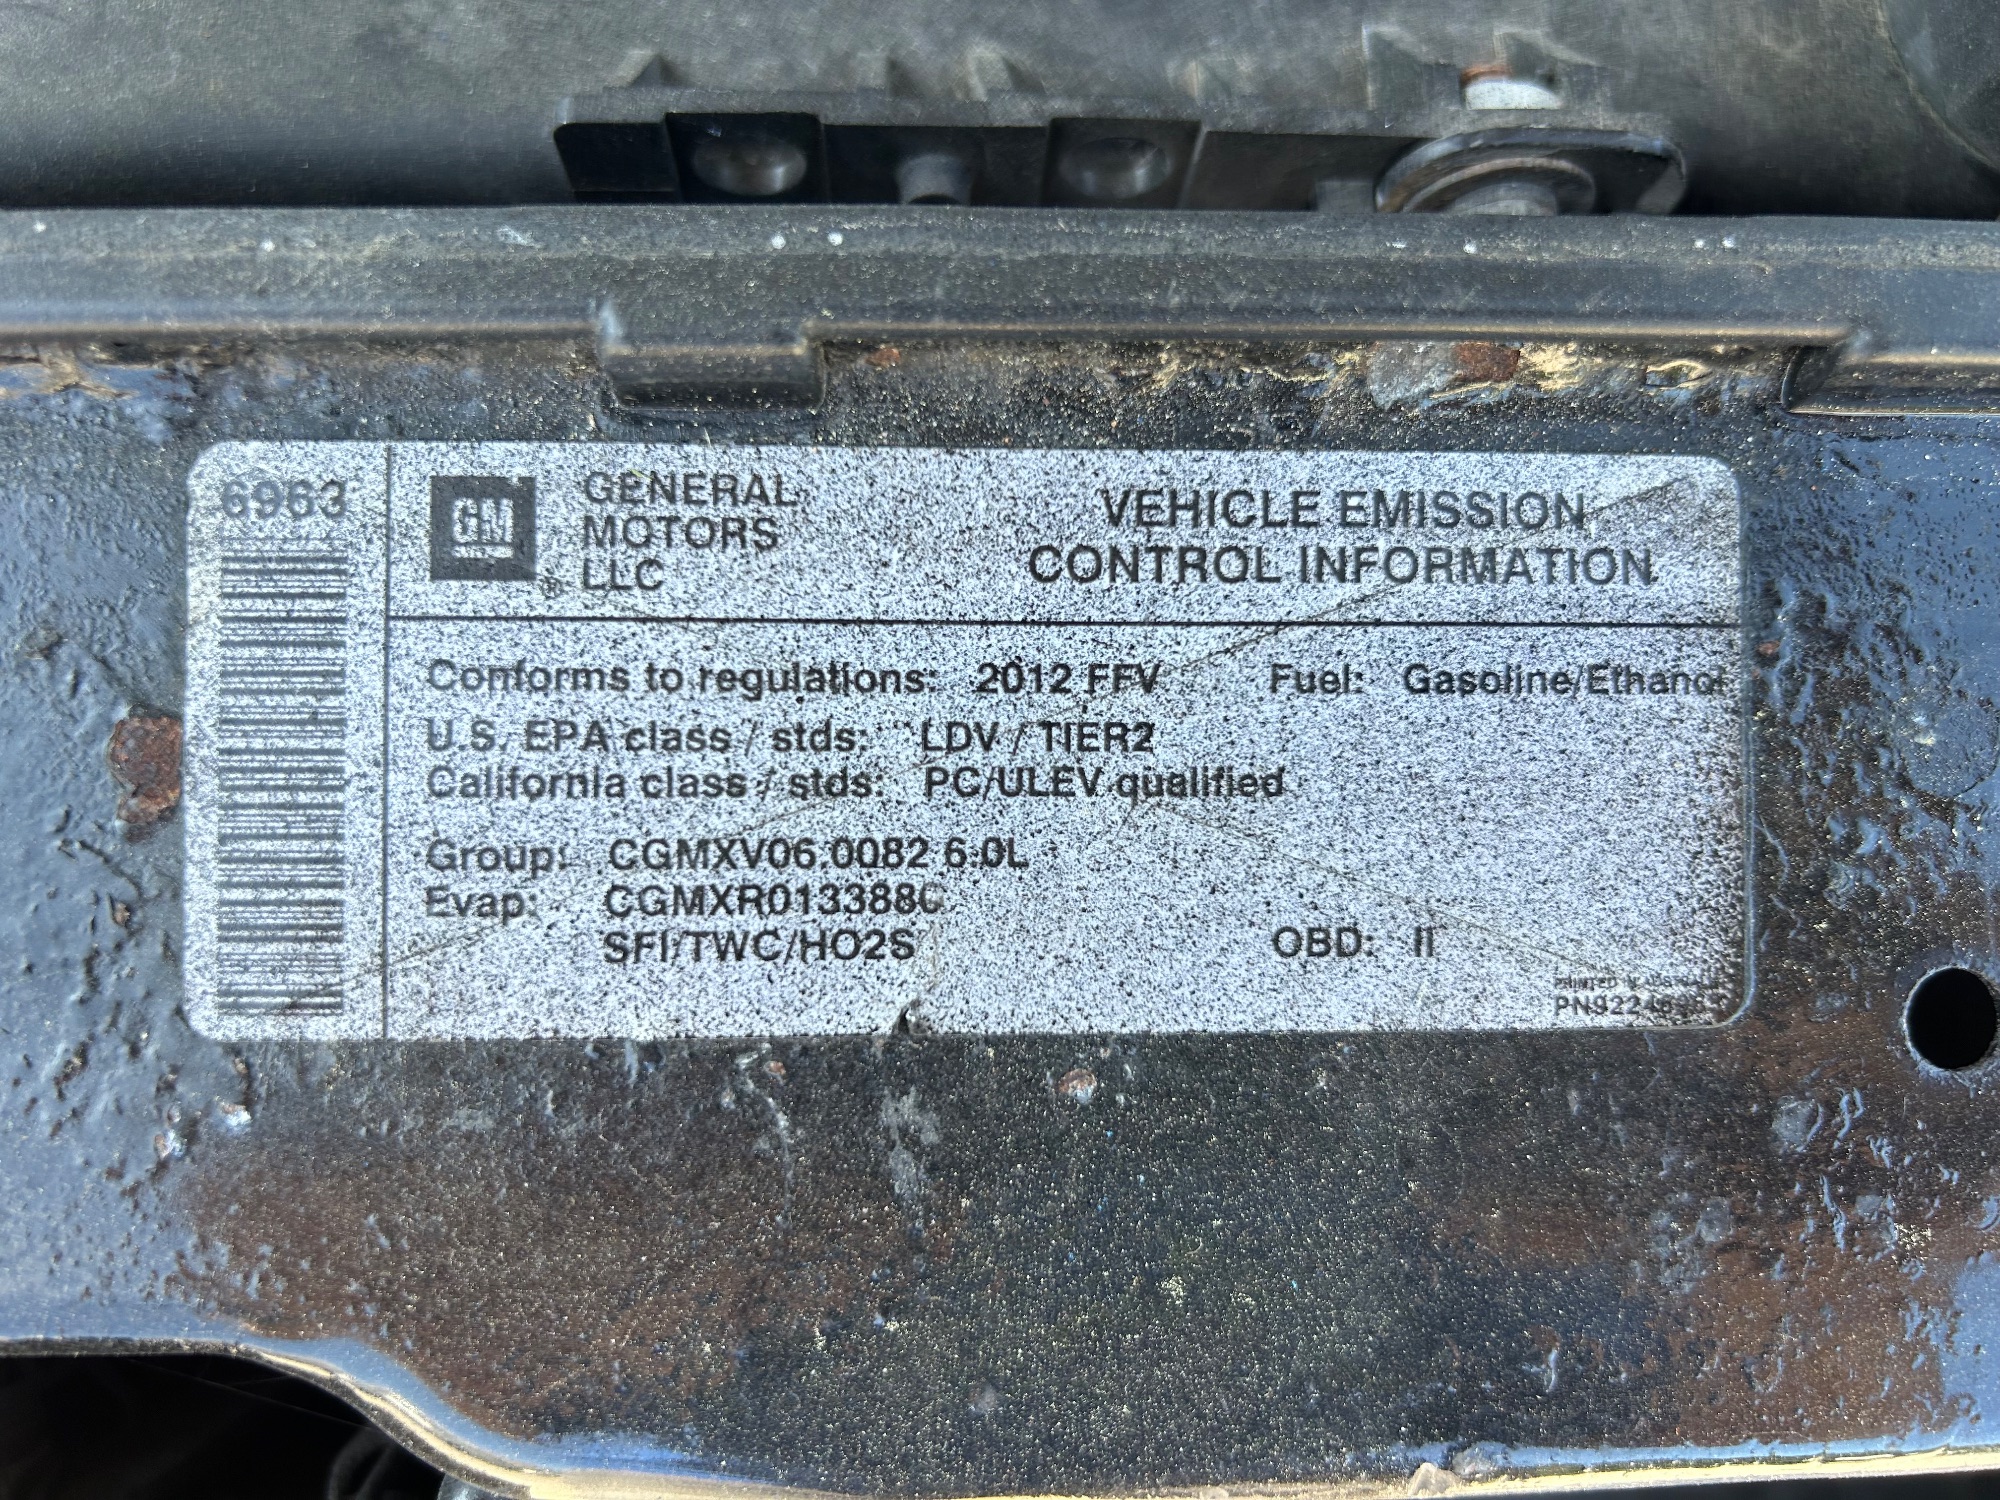 6963
GM
®
GENERAL
MOTORS
LLC
VEHICLE EMISSION
CONTROL INFORMATION
Conforms to regulations: 2012 FFV Fuel: Gasoline/Ethanol
U.S. EPA class / stds: LDV / TIER2
California class / stds: PC/ULEV qualified
Group: CGMXV06.0082 6.0L
Evap: CGMXR0133880
SFI/TWC/HO2S OBD: II
PRINTED IN